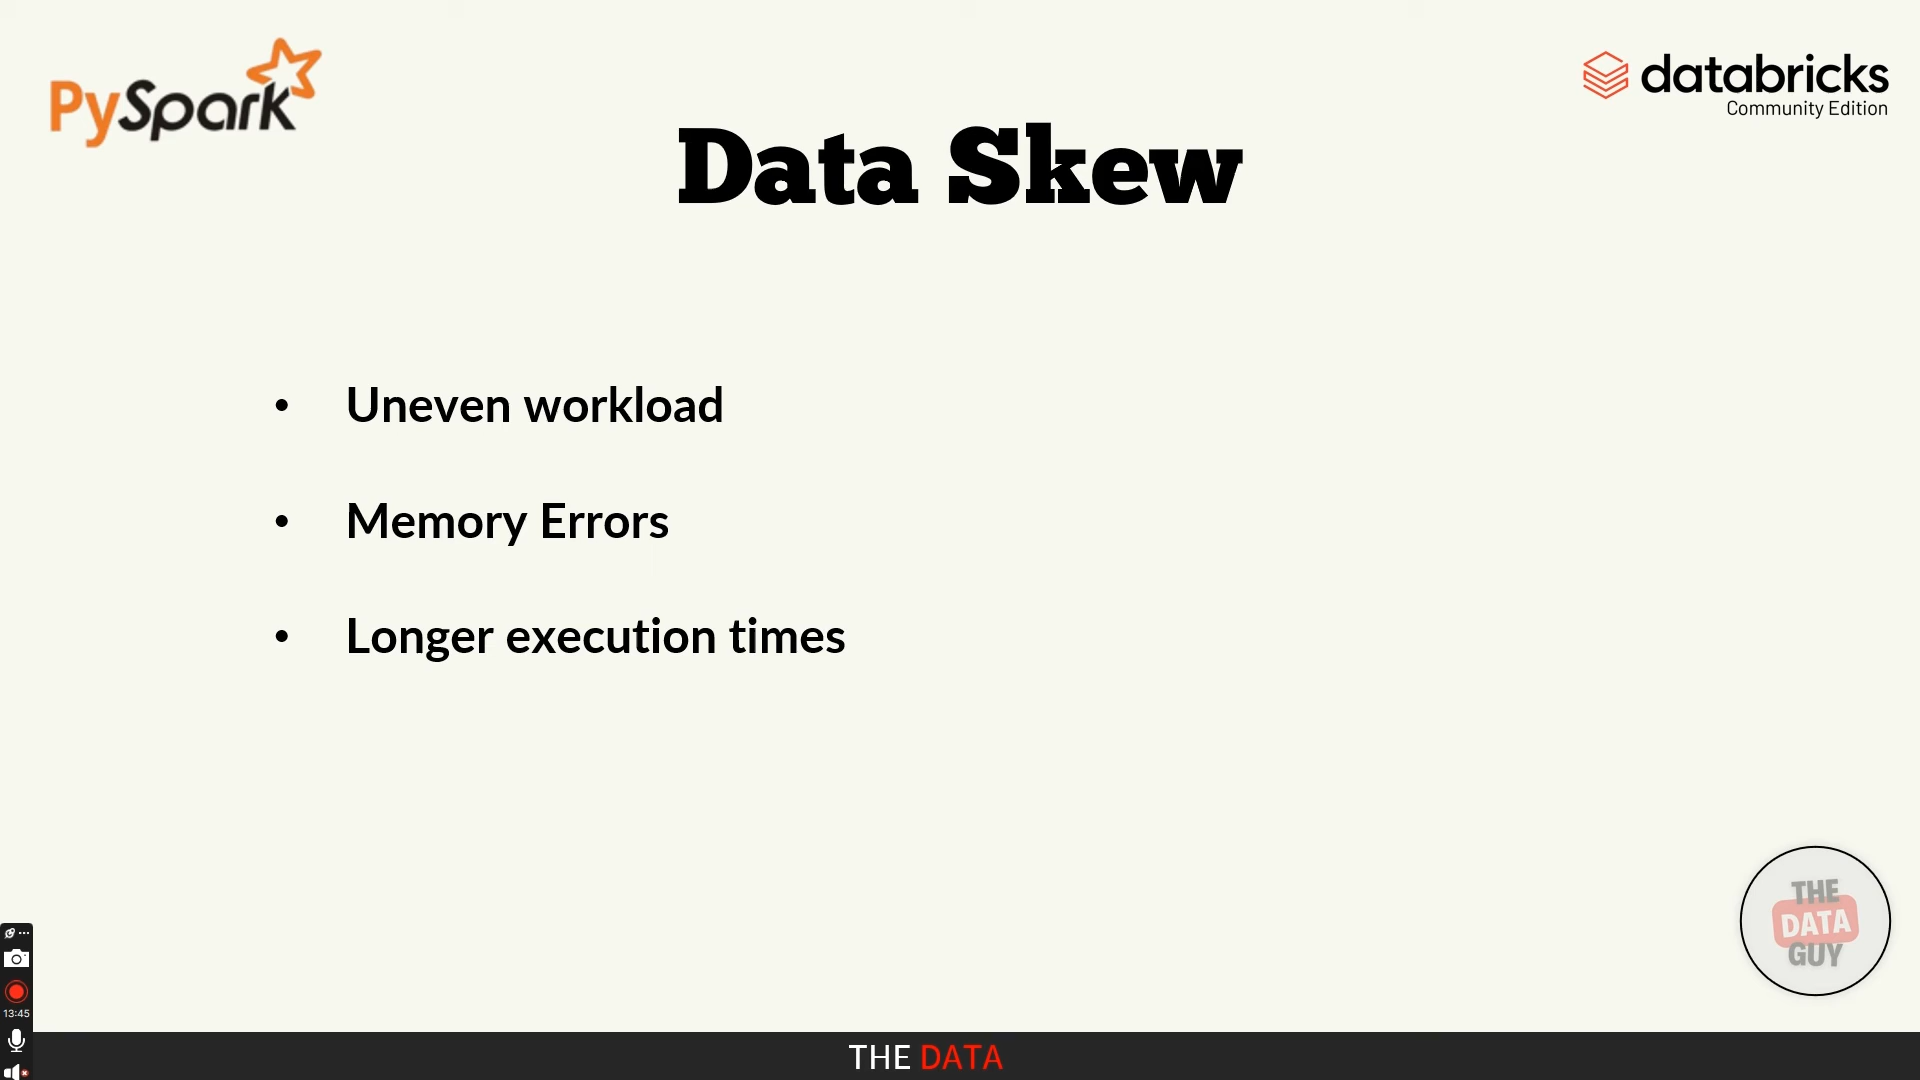 PySpark
databricks
Community Edition
Data Skew
• Uneven workload
• Memory Errors
• Longer execution times
THE
DATA
GUY
13:45
THE DATA